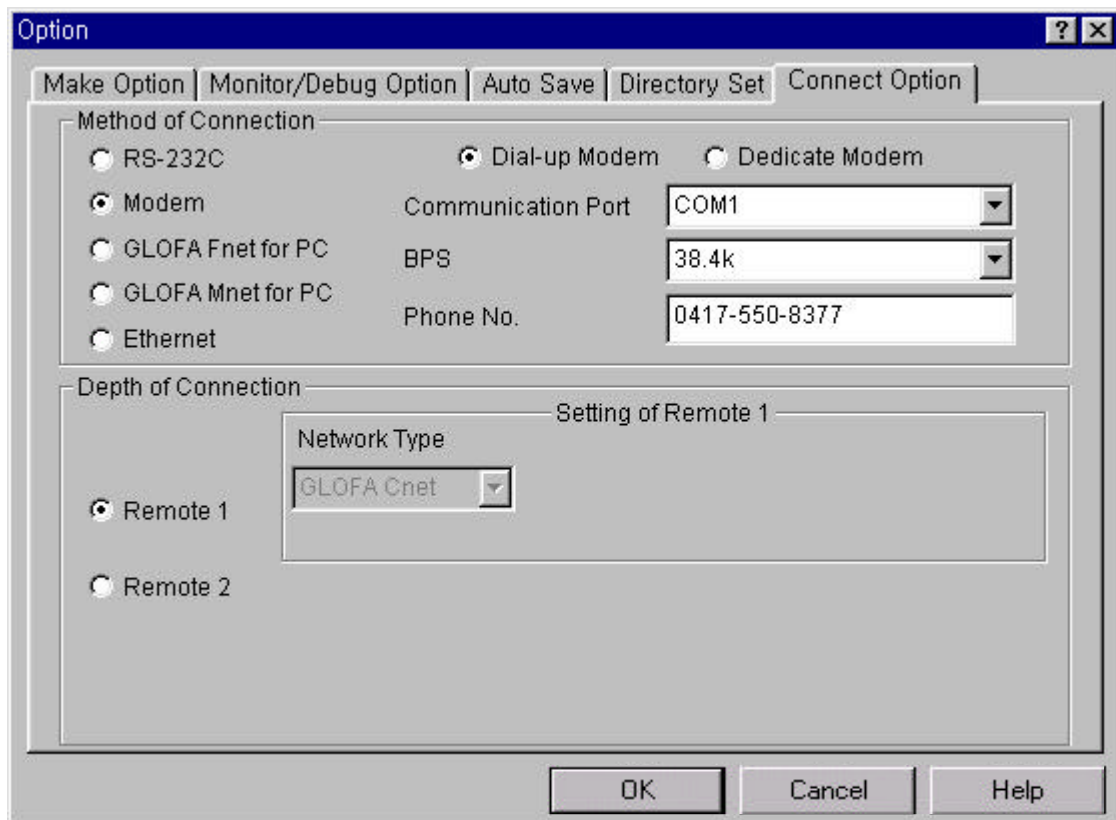 Option
Make Option Monitor/Debug Option Auto Save Directory Set Connect Option
Method of Connection
RS-232C Dial-up Modem Dedicate Modem
Modem Communication Port COM1
GLOFA Fnet for PC BPS 38.4k
GLOFA Mnet for PC
Phone No. 0417-550-8377
Ethernet
Depth of Connection
Setting of Remote 1
Network Type
GLOFA Cnet
Remote 1
Remote 2
OK Cancel Help